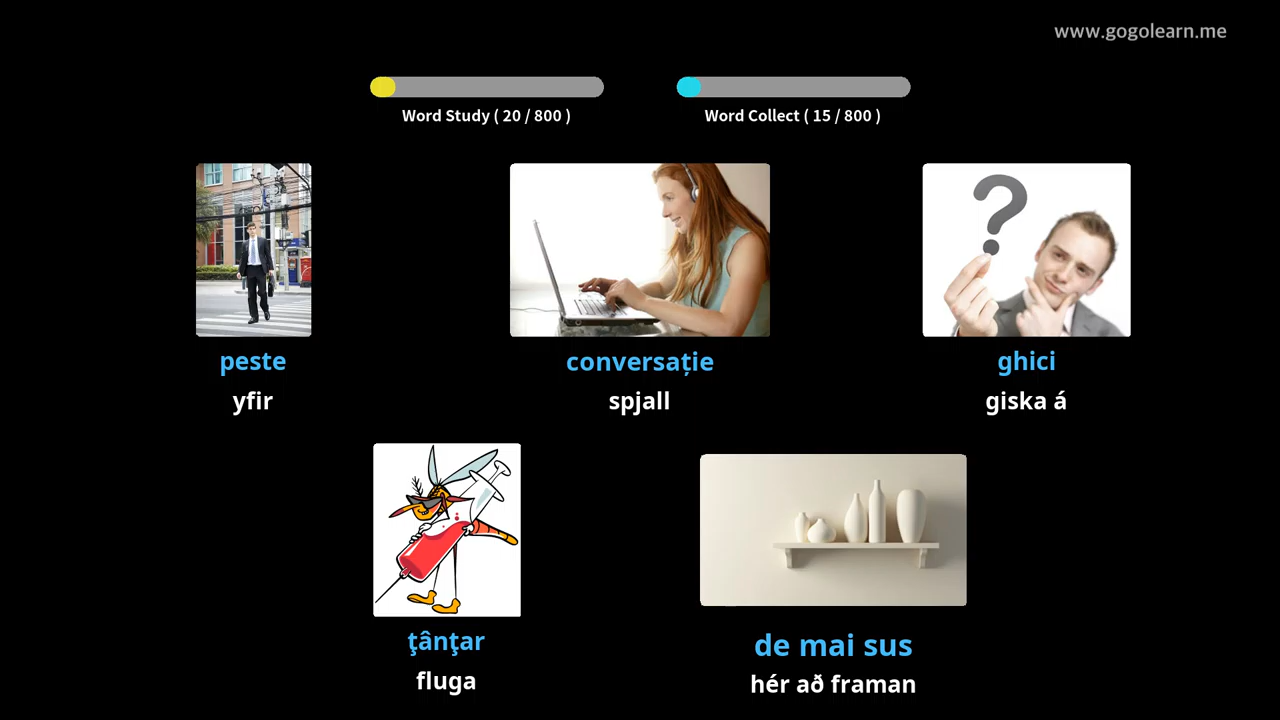 www.gogolearn.me
Word Study ( 20 / 800 )
Word Collect ( 15 / 800 )
peste
yfir
conversație
spjall
ghici
giska á
ţânţar
fluga
de mai sus
hér að framan